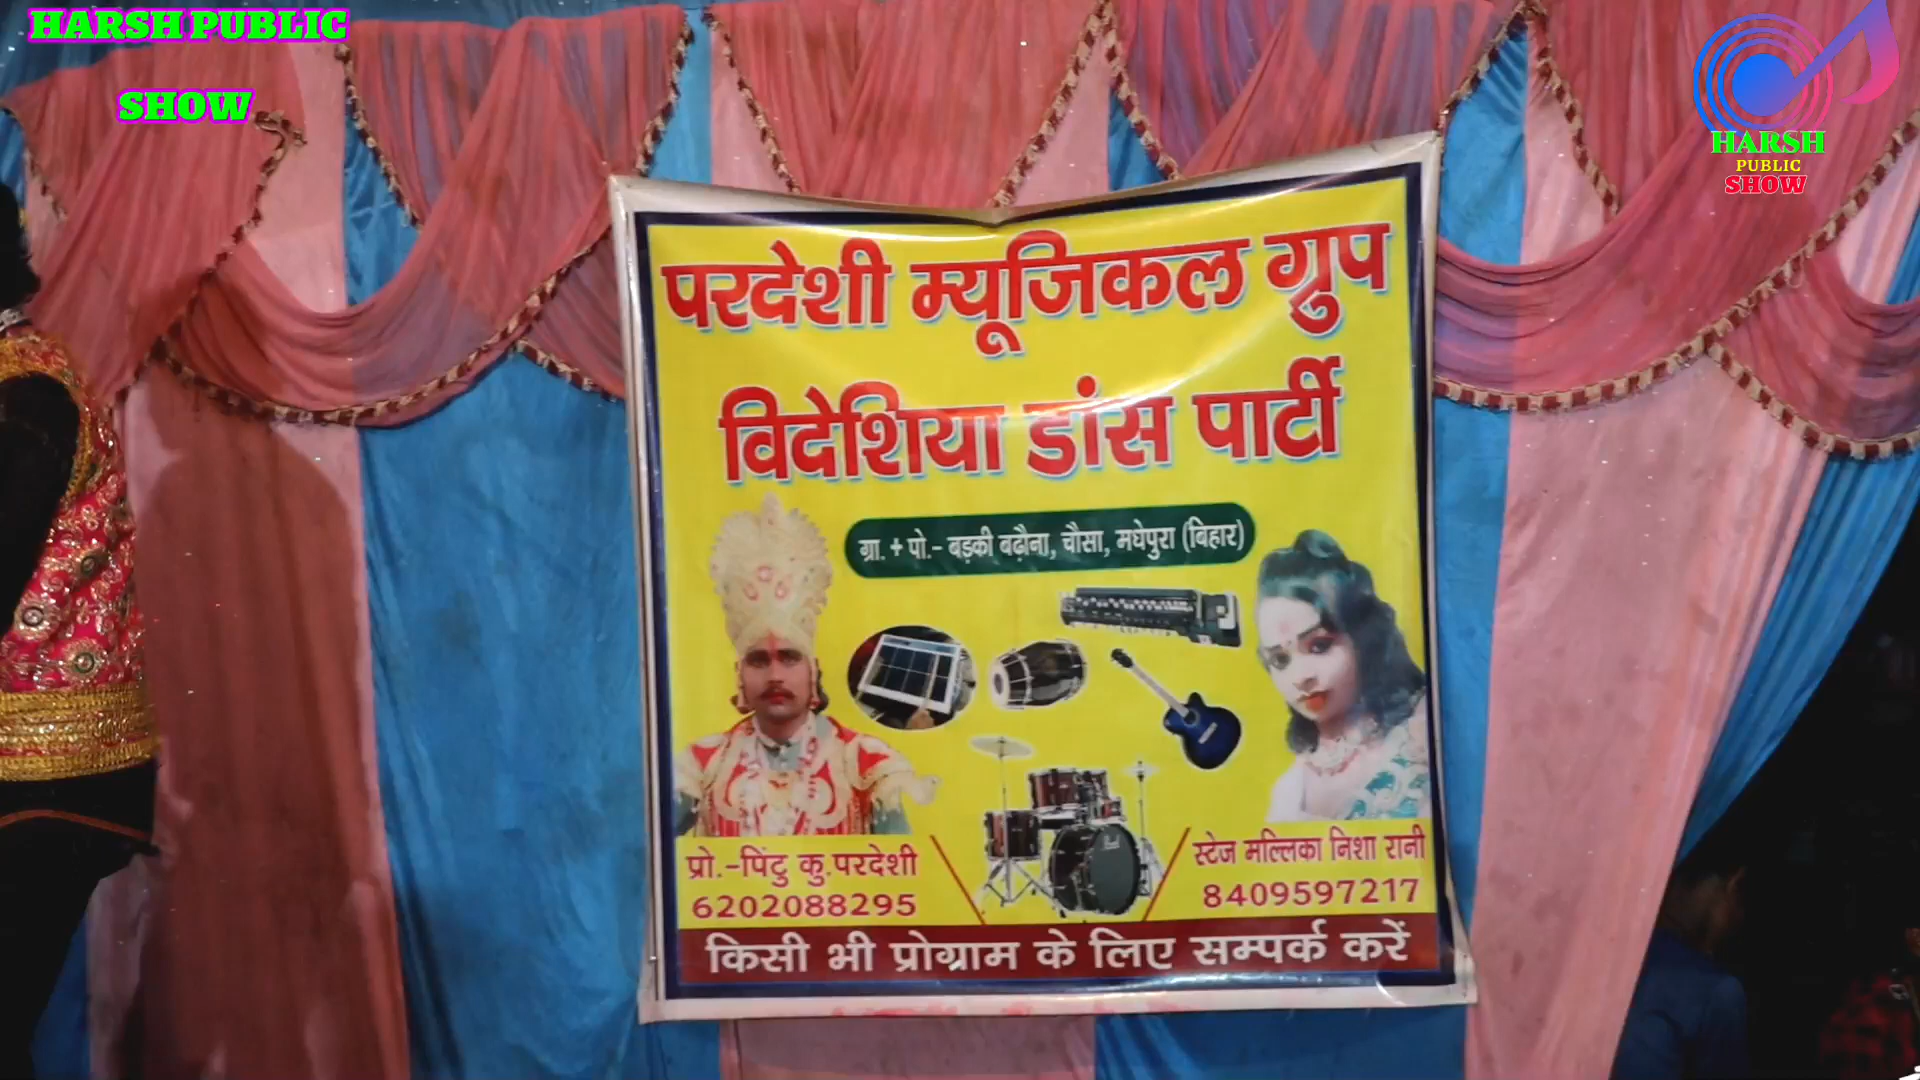 HARSH PUBLIC
SHOW
HARSH
PUBLIC
SHOW
परदेशी म्यूजिकल ग्रुप
विदेशिया डांस पार्टी
ग्रा. + पो.- बड़की बढ़ौना, चौसा, मधेपुरा (बिहार)
प्रो.-पिंटु कु.परदेशी
6202088295
स्टेज मल्लिका निशा रानी
8409597217
किसी भी प्रोग्राम के लिए सम्पर्क करें